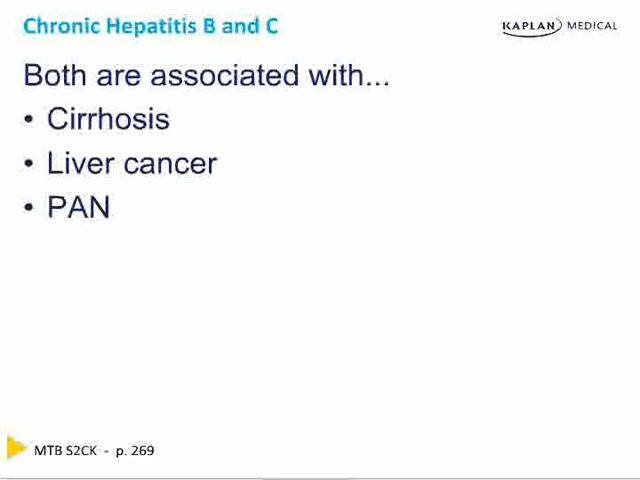 Chronic Hepatitis B and C
KAPLAN MEDICAL
Both are associated with...
• Cirrhosis
• Liver cancer
• PAN
MTB S2CK - p. 269